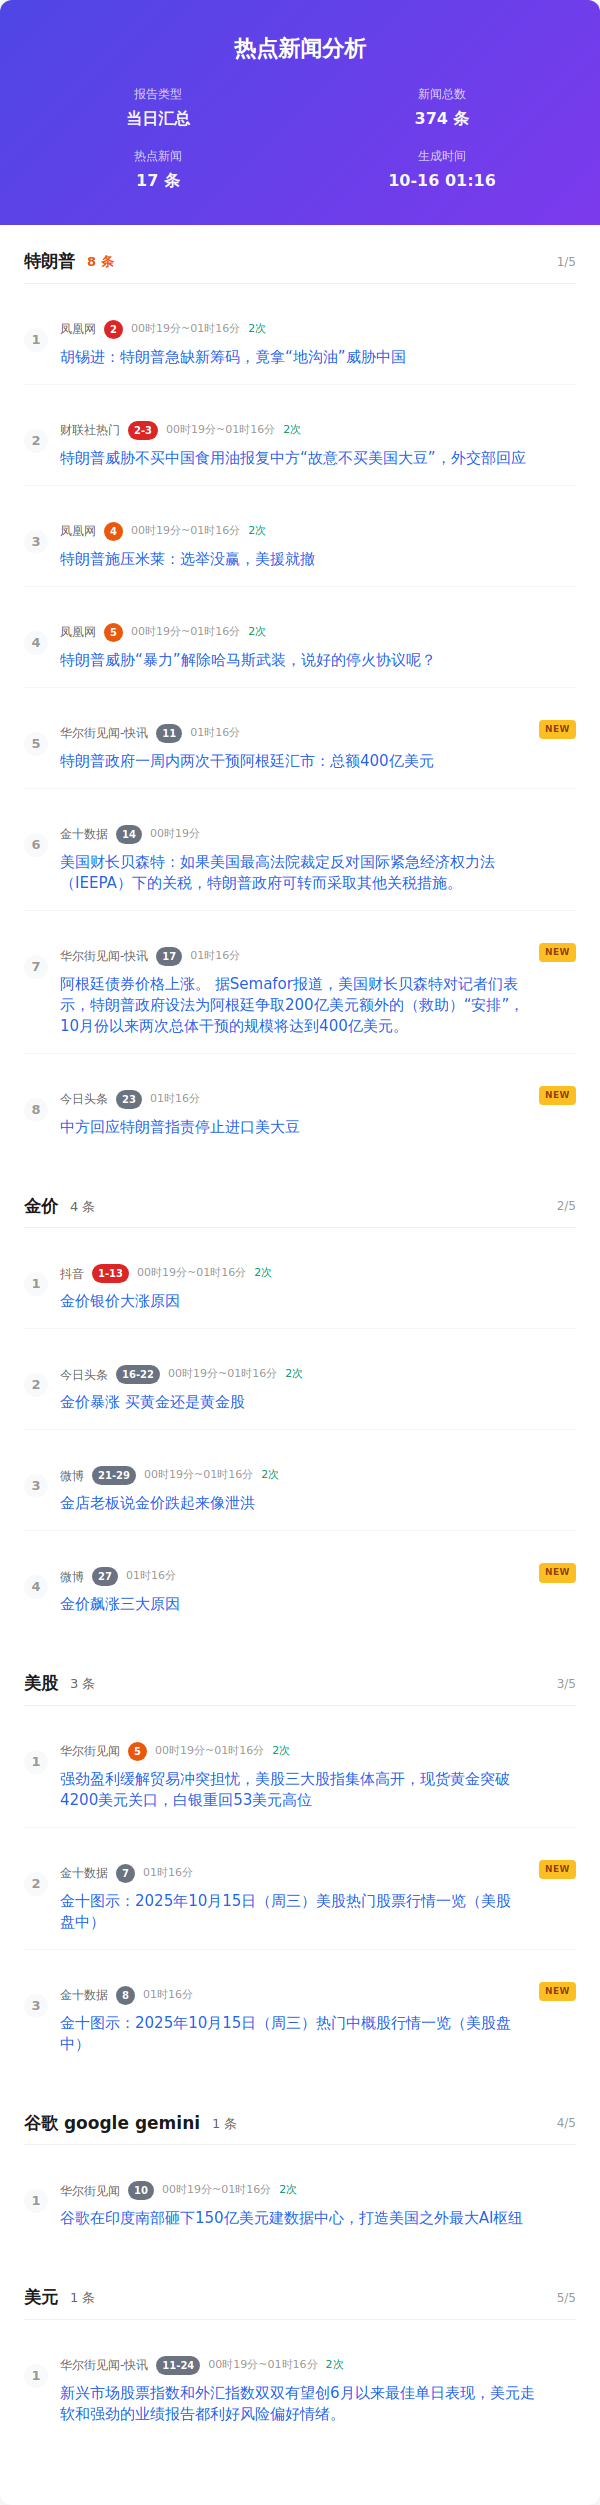 热点新闻分析
报告类型
当日汇总
新闻总数
374 条
热点新闻
17 条
生成时间
10-16 01:16
特朗普 8 条 1/5
1
凤凰网 2 00时19分~01时16分 2次
胡锡进：特朗普急缺新筹码，竟拿“地沟油”威胁中国
2
财联社热门 2-3 00时19分~01时16分 2次
特朗普威胁不买中国食用油报复中方“故意不买美国大豆”，外交部回应
3
凤凰网 4 00时19分~01时16分 2次
特朗普施压米莱：选举没赢，美援就撤
4
凤凰网 5 00时19分~01时16分 2次
特朗普威胁“暴力”解除哈马斯武装，说好的停火协议呢？
5
华尔街见闻-快讯 11 01时16分 NEW
特朗普政府一周内两次干预阿根廷汇市：总额400亿美元
6
金十数据 14 00时19分
美国财长贝森特：如果美国最高法院裁定反对国际紧急经济权力法
（IEEPA）下的关税，特朗普政府可转而采取其他关税措施。
7
华尔街见闻-快讯 17 01时16分 NEW
阿根廷债券价格上涨。 据Semafor报道，美国财长贝森特对记者们表
示，特朗普政府设法为阿根廷争取200亿美元额外的（救助）“安排”，
10月份以来两次总体干预的规模将达到400亿美元。
8
今日头条 23 01时16分 NEW
中方回应特朗普指责停止进口美大豆
金价 4 条 2/5
1
抖音 1-13 00时19分~01时16分 2次
金价银价大涨原因
2
今日头条 16-22 00时19分~01时16分 2次
金价暴涨 买黄金还是黄金股
3
微博 21-29 00时19分~01时16分 2次
金店老板说金价跌起来像泄洪
4
微博 27 01时16分 NEW
金价飙涨三大原因
美股 3 条 3/5
1
华尔街见闻 5 00时19分~01时16分 2次
强劲盈利缓解贸易冲突担忧，美股三大股指集体高开，现货黄金突破
4200美元关口，白银重回53美元高位
2
金十数据 7 01时16分 NEW
金十图示：2025年10月15日（周三）美股热门股票行情一览（美股
盘中）
3
金十数据 8 01时16分 NEW
金十图示：2025年10月15日（周三）热门中概股行情一览（美股盘
中）
谷歌 google gemini 1 条 4/5
1
华尔街见闻 10 00时19分~01时16分 2次
谷歌在印度南部砸下150亿美元建数据中心，打造美国之外最大AI枢纽
美元 1 条 5/5
1
华尔街见闻-快讯 11-24 00时19分~01时16分 2次
新兴市场股票指数和外汇指数双双有望创6月以来最佳单日表现，美元走
软和强劲的业绩报告都利好风险偏好情绪。